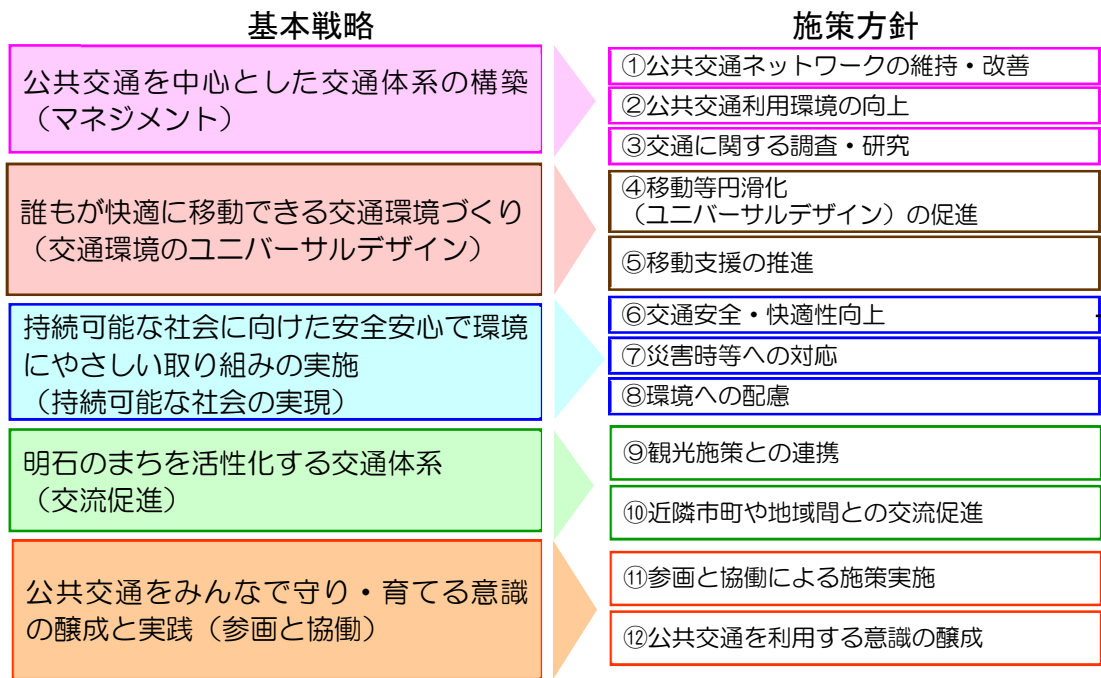 基本戦略
施策方針
公共交通を中心とした交通体系の構築
（マネジメント）
①公共交通ネットワークの維持・改善
②公共交通利用環境の向上
③交通に関する調査・研究
誰もが快適に移動できる交通環境づくり
（交通環境のユニバーサルデザイン）
④移動等円滑化
（ユニバーサルデザイン）の促進
⑤移動支援の推進
持続可能な社会に向けた安全安心で環境
にやさしい取り組みの実施
（持続可能な社会の実現）
⑥交通安全・快適性向上
⑦災害時等への対応
⑧環境への配慮
明石のまちを活性化する交通体系
（交流促進）
⑨観光施策との連携
⑩近隣市町や地域間との交流促進
公共交通をみんなで守り・育てる意識
の醸成と実践（参画と協働）
⑪参画と協働による施策実施
⑫公共交通を利用する意識の醸成